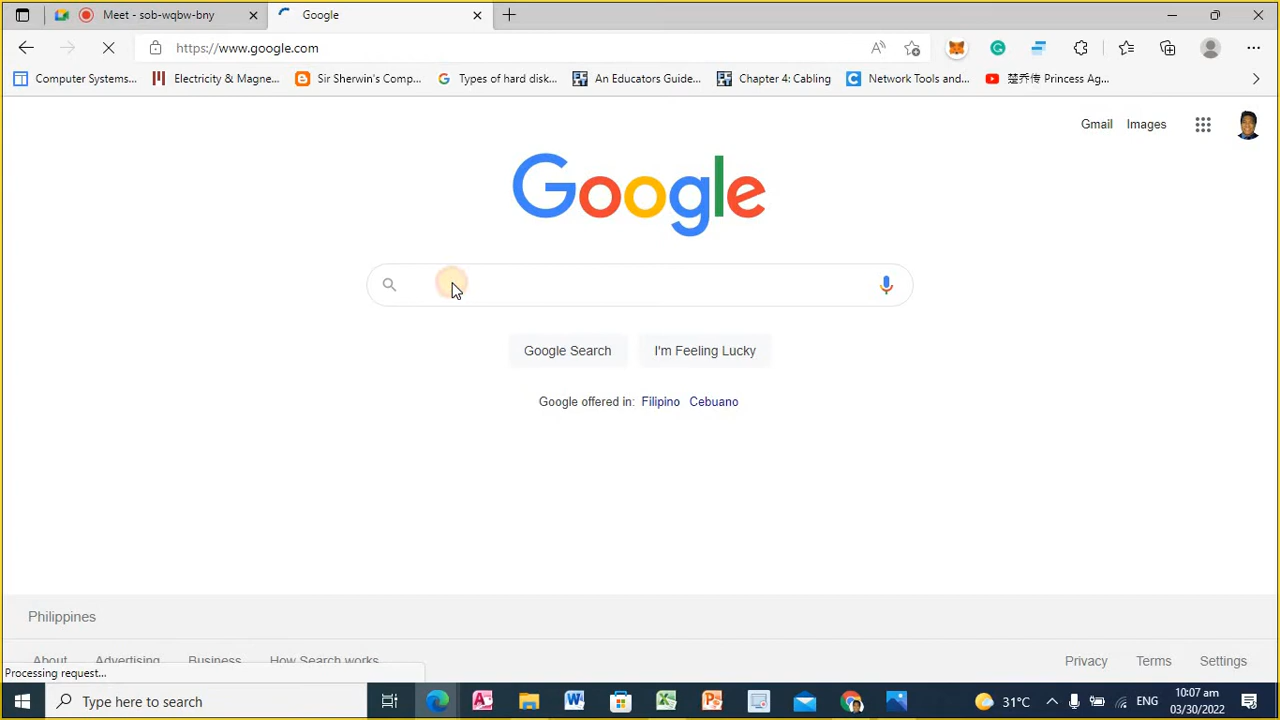 Meet - sob-wqbw-bny
Google
https://www.google.com
Computer Systems...
Electricity & Magne...
Sir Sherwin's Comp...
Types of hard disk...
An Educators Guide...
Chapter 4: Cabling
Network Tools and...
楚乔传 Princess Ag...
Gmail
Images
Google
Google Search
I'm Feeling Lucky
Google offered in: Filipino Cebuano
Philippines
About
Advertising
Business
How Search works
Privacy
Terms
Settings
Processing request...
Type here to search
31°C
ENG
10:07 am
03/30/2022